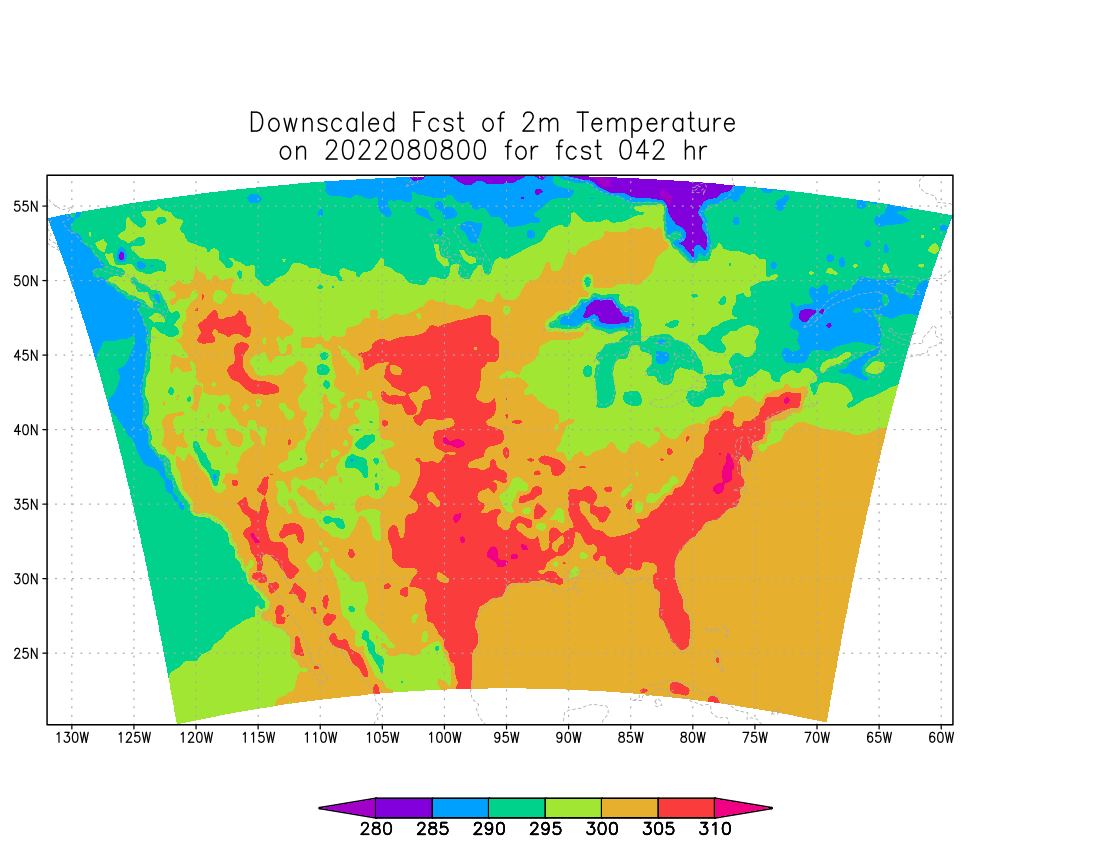 Downscaled Fcst of 2m Temperature
on 2022080800 for fcst 042 hr
55N
50N
45N
40N
35N
30N
25N
130W 125W 120W 115W 110W 105W 100W 95W 90W 85W 80W 75W 70W 65W 60W
280 285 290 295 300 305 310